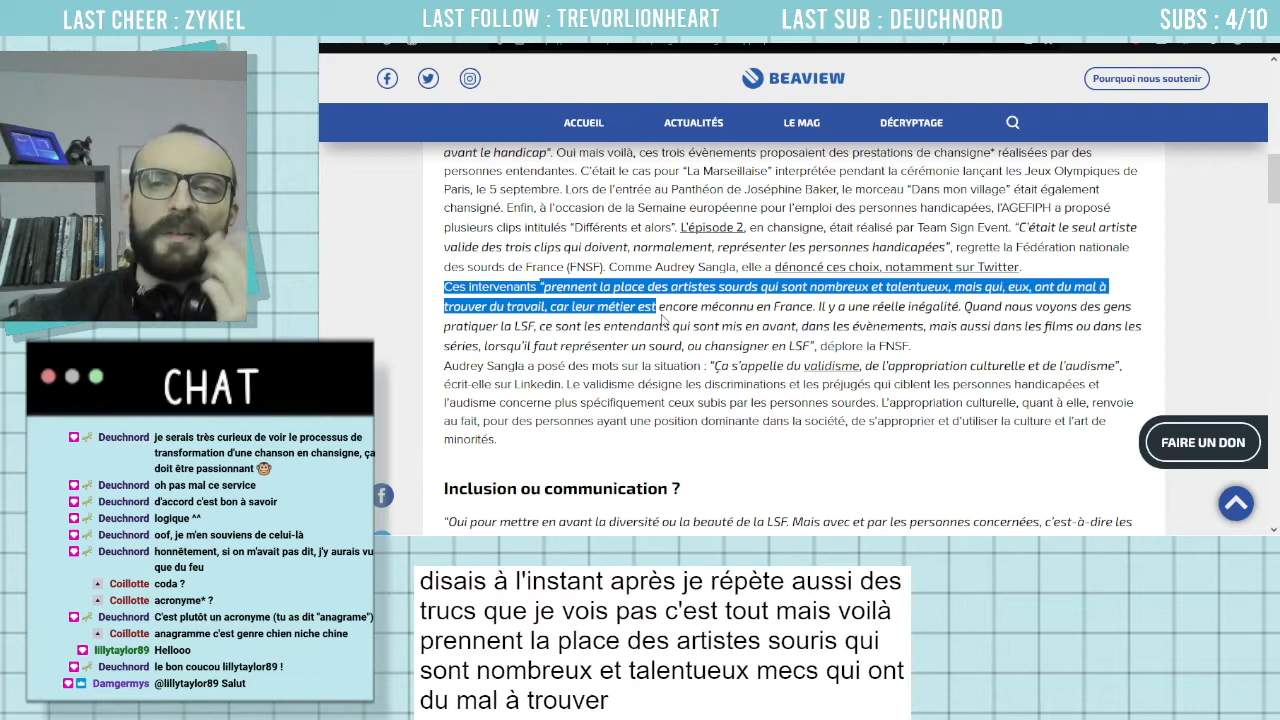 LAST CHEER : ZYKIEL
LAST FOLLOW : TREVORLIONHEART
LAST SUB : DEUCHNORD
SUBS : 4/10
BEAVIEW
Pourquoi nous soutenir
ACCUEIL
ACTUALITÉS
LE MAG
DÉCRYPTAGE
avant le handicap“. Oui mais voilà, ces trois évènements proposaient des prestations de chansigne* réalisées par des
personnes entendantes. C’était le cas pour “La Marseillaise” interprétée pendant la cérémonie lançant les Jeux Olympiques de
Paris, le 5 septembre. Lors de l’entrée au Panthéon de Joséphine Baker, le morceau “Dans mon village” était également
chansigné. Enfin, à l’occasion de la Semaine européenne pour l’emploi des personnes handicapées, l’AGEFIPH a proposé
plusieurs clips intitulés “Différents et alors”. L’épisode 2, en chansigne, était réalisé par Team Sign Event. “C’était le seul artiste
valide des trois clips qui doivent, normalement, représenter les personnes handicapées”, regrette la Fédération nationale
des sourds de France (FNSF). Comme Audrey Sangla, elle a dénoncé ces choix, notamment sur Twitter.
Ces intervenants “prennent la place des artistes sourds qui sont nombreux et talentueux, mais qui, eux, ont du mal à
trouver du travail, car leur métier est encore méconnu en France. Il y a une réelle inégalité. Quand nous voyons des gens
pratiquer la LSF, ce sont les entendants qui sont mis en avant, dans les évènements, mais aussi dans les films ou dans les
séries, lorsqu’il faut représenter un sourd, ou chansigner en LSF”, déplore la FNSF.
Audrey Sangla a posé des mots sur la situation : “Ça s’appelle du validisme, de l’appropriation culturelle et de l’audisme”,
écrit-elle sur Linkedin. Le validisme désigne les discriminations et les préjugés qui ciblent les personnes handicapées et
l’audisme concerne plus spécifiquement ceux subis par les personnes sourdes. L’appropriation culturelle, quant à elle, renvoie
au fait, pour des personnes ayant une position dominante dans la société, de s’approprier et d’utiliser la culture et l’art de
minorités.
FAIRE UN DON
Inclusion ou communication ?
“Oui pour mettre en avant la diversité ou la beauté de la LSF. Mais avec et par les personnes concernées, c’est-à-dire les
CHAT
Deuchnord je serais très curieux de voir le processus de
transformation d'une chanson en chansigne, ça
doit être passionnant
Deuchnord oh pas mal ce service
Deuchnord d'accord c'est bon à savoir
Deuchnord logique ^^
Deuchnord oof, je m'en souviens de celui-là
Deuchnord honnêtement, si on m'avait pas dit, j'y aurais vu
que du feu
Coillotte coda ?
Coillotte acronyme* ?
Deuchnord C'est plutôt un acronyme (tu as dit "anagrame")
Coillotte anagramme c'est genre chien niche chine
lillytaylor89 Hellooo
Deuchnord le bon coucou lillytaylor89 !
Damgermys @lillytaylor89 Salut
disais à l'instant après je répète aussi des
trucs que je vois pas c'est tout mais voilà
prennent la place des artistes souris qui
sont nombreux et talentueux mecs qui ont
du mal à trouver